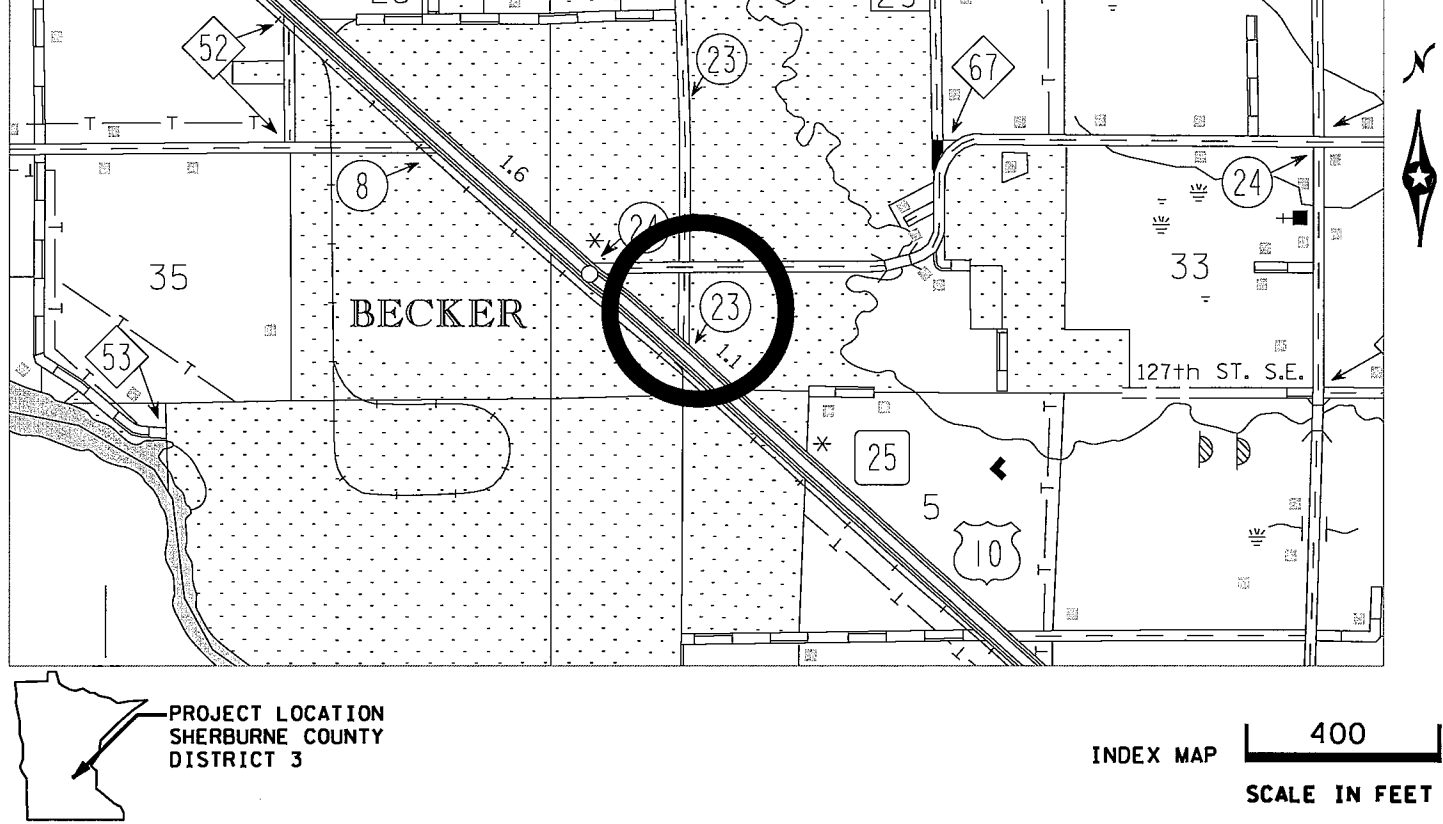 52
23
67
N
1.6
8
24
24
35
33
BECKER
23
1.1
53
127th ST. S.E.
25
5
10
PROJECT LOCATION
SHERBURNE COUNTY
DISTRICT 3
INDEX MAP
400
SCALE IN FEET